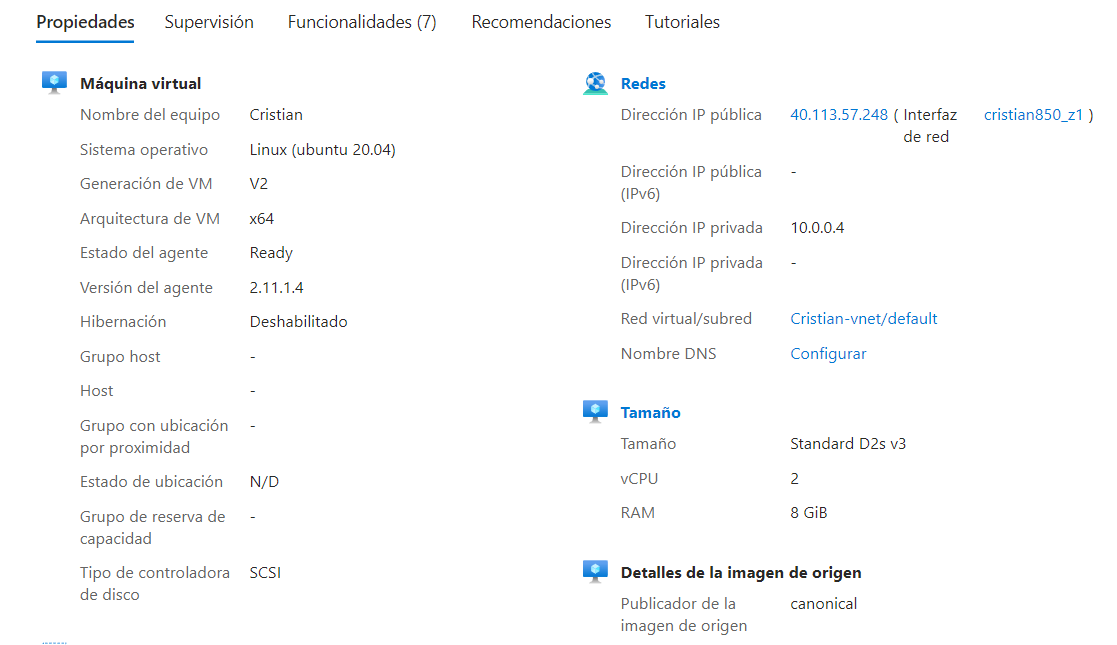 Propiedades Supervisión Funcionalidades (7) Recomendaciones Tutoriales
Máquina virtual
Nombre del equipo Cristian
Sistema operativo Linux (ubuntu 20.04)
Generación de VM V2
Arquitectura de VM x64
Estado del agente Ready
Versión del agente 2.11.1.4
Hibernación Deshabilitado
Grupo host -
Host -
Grupo con ubicación -
por proximidad
Estado de ubicación N/D
Grupo de reserva de -
capacidad
Tipo de controladora SCSI
de disco
Redes
Dirección IP pública 40.113.57.248 ( Interfaz cristian850_z1 )
de red
Dirección IP pública -
(IPv6)
Dirección IP privada 10.0.0.4
Dirección IP privada -
(IPv6)
Red virtual/subred Cristian-vnet/default
Nombre DNS Configurar
Tamaño
Tamaño Standard D2s v3
vCPU 2
RAM 8 GiB
Detalles de la imagen de origen
Publicador de la canonical
imagen de origen